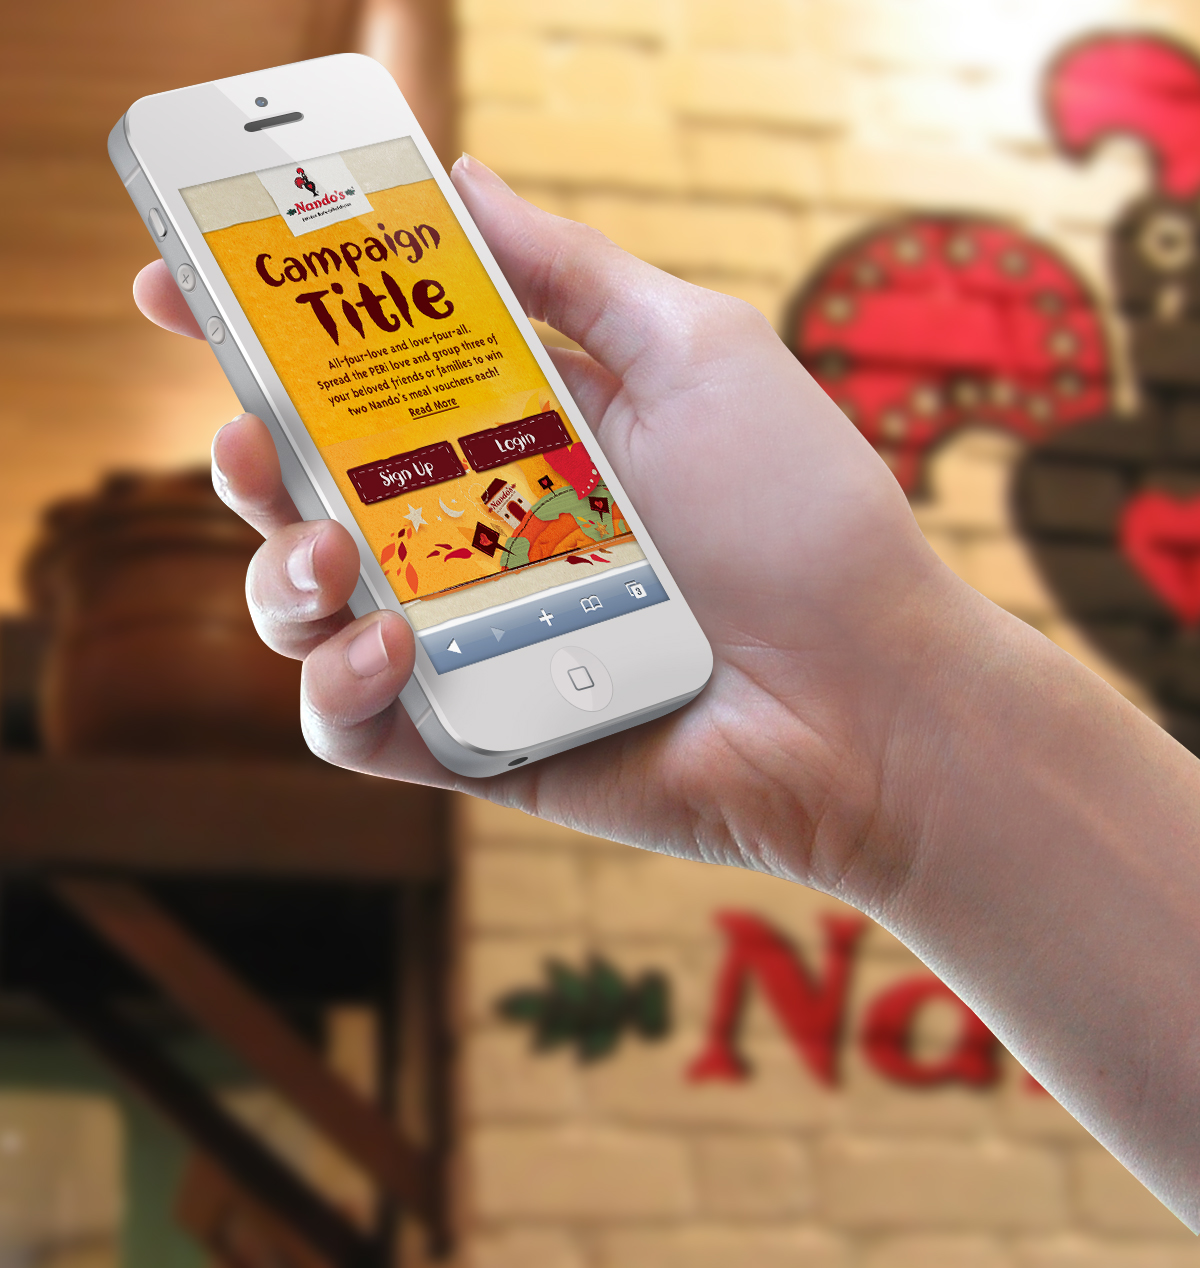 Nando's
Campaign
Title
All-four-love and love-four-all.
Spread the PERi love and group three of
your beloved friends or families to win
two Nando's meal vouchers each!
Read More
Sign Up
Login
Nando's
3
Na